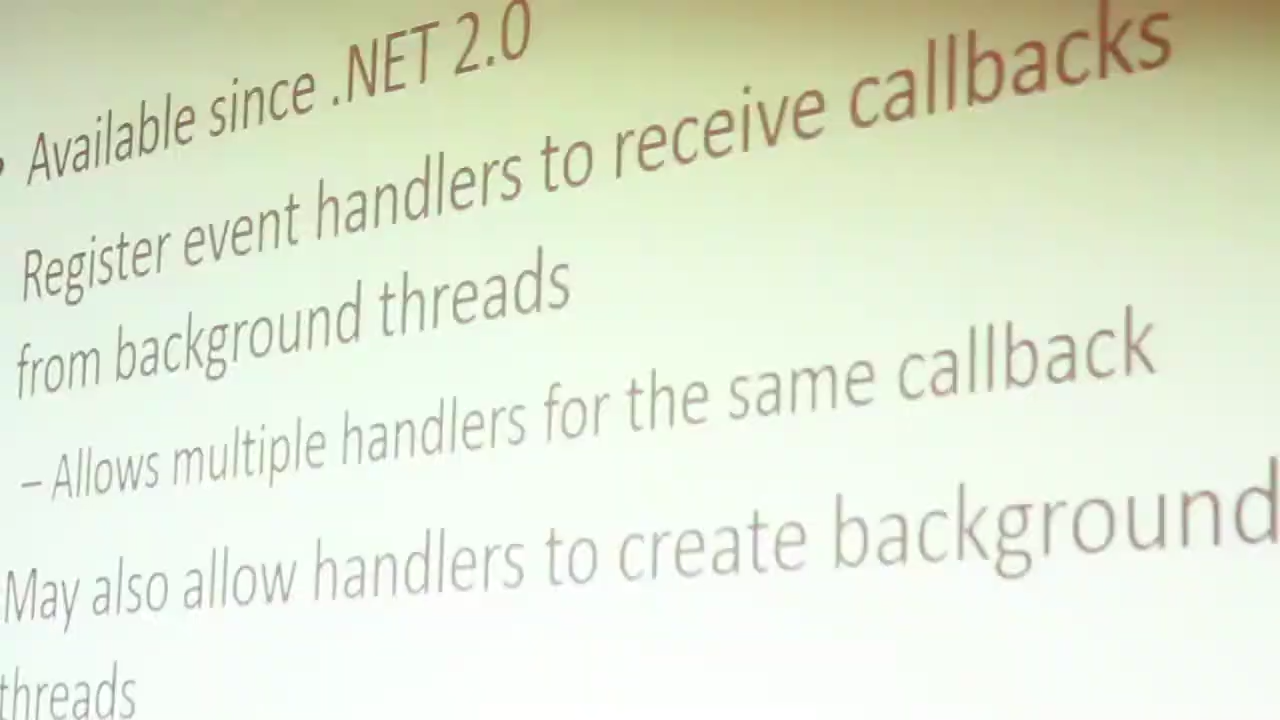 • Available since .NET 2.0
Register event handlers to receive callbacks
from background threads
– Allows multiple handlers for the same callback
May also allow handlers to create background
threads